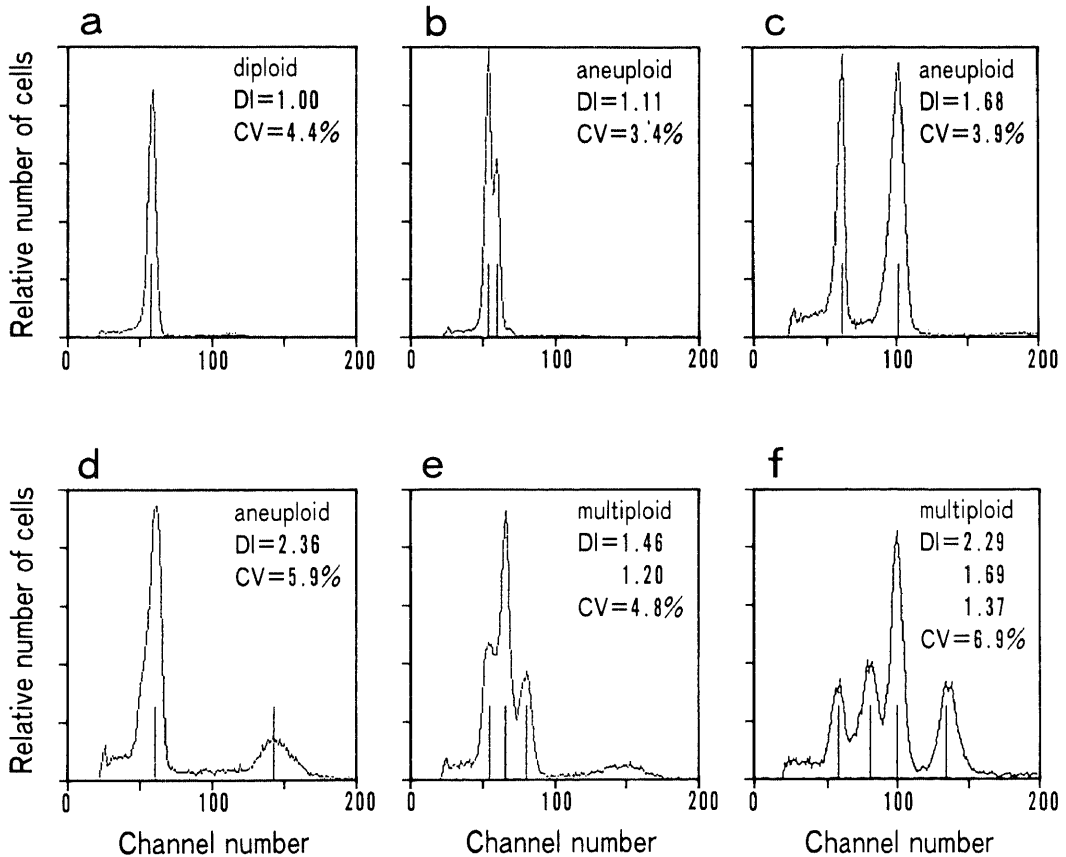 a
b
c
Relative number of cells
diploid
DI=1.00
CV=4.4%
aneuploid
DI=1.11
CV=3.4%
aneuploid
DI=1.68
CV=3.9%
0
100
200
0
100
200
0
100
200
d
e
f
Relative number of cells
aneuploid
DI=2.36
CV=5.9%
multiploid
DI=1.46
1.20
CV=4.8%
multiploid
DI=2.29
1.69
1.37
CV=6.9%
0
100
200
0
100
200
0
100
200
Channel number
Channel number
Channel number